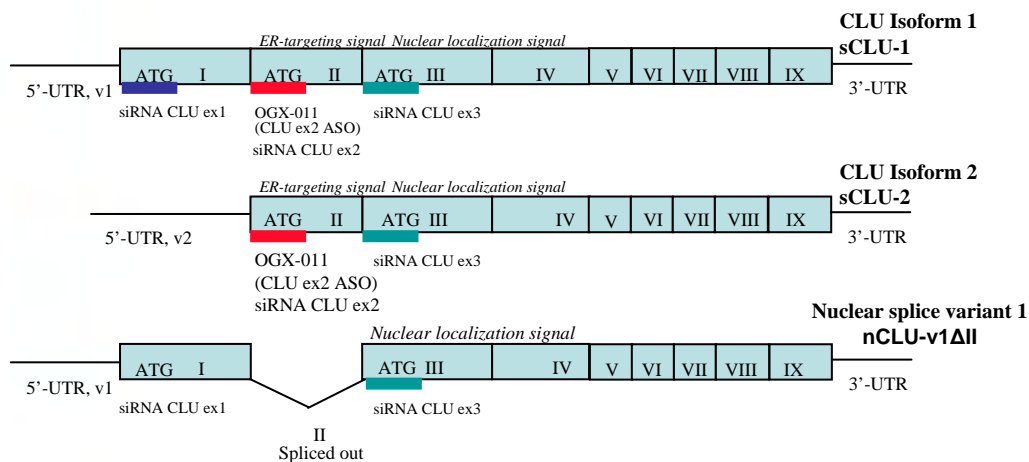 CLU Isoform 1
sCLU-1
ER-targeting signal Nuclear localization signal
ATG I ATG II ATG III IV V VI VII VIII IX
5’-UTR, v1
3’-UTR
siRNA CLU ex1
OGX-011
(CLU ex2 ASO)
siRNA CLU ex2
siRNA CLU ex3
CLU Isoform 2
sCLU-2
ER-targeting signal Nuclear localization signal
ATG II ATG III IV V VI VII VIII IX
5’-UTR, v2
3’-UTR
OGX-011
(CLU ex2 ASO)
siRNA CLU ex2
siRNA CLU ex3
Nuclear splice variant 1
nCLU-v1ΔII
Nuclear localization signal
ATG I ATG III IV V VI VII VIII IX
5’-UTR, v1
3’-UTR
siRNA CLU ex1
siRNA CLU ex3
II
Spliced out